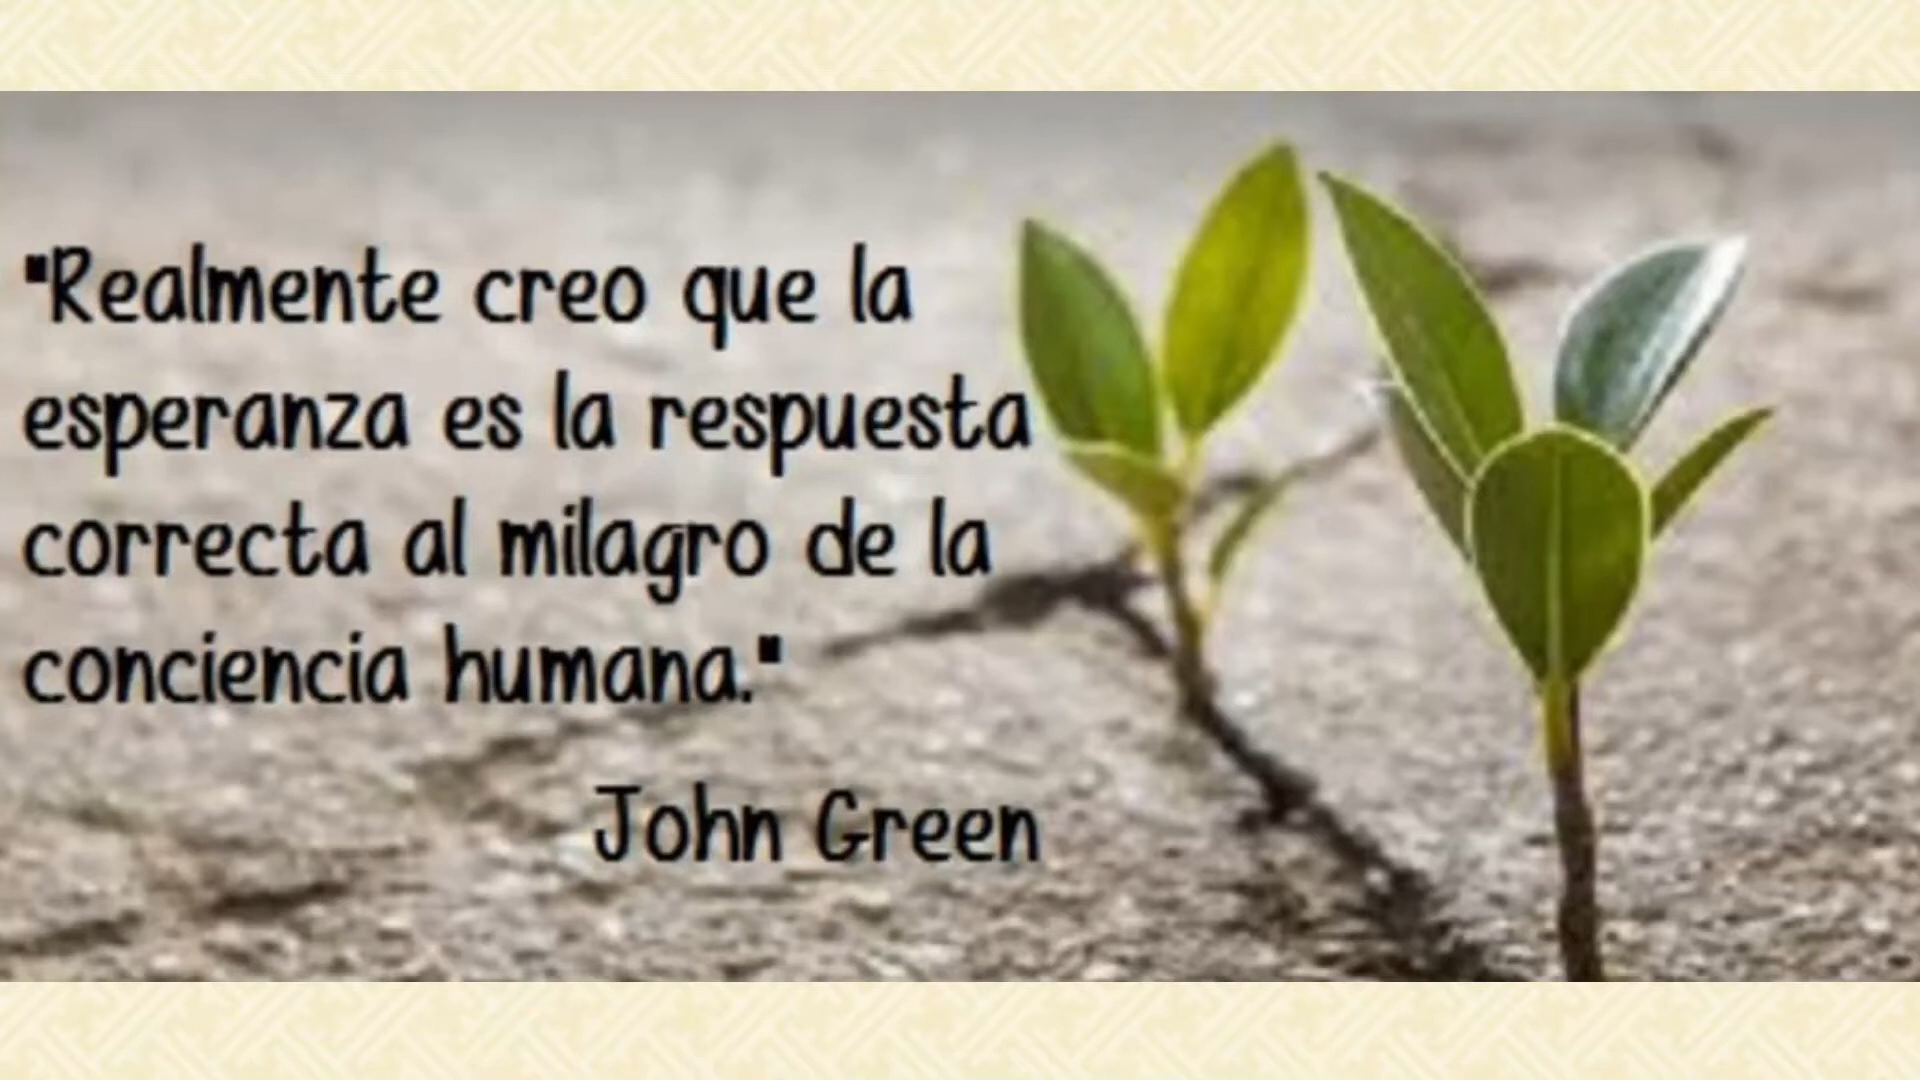 "Realmente creo que la
esperanza es la respuesta
correcta al milagro de la
conciencia humana."
John Green